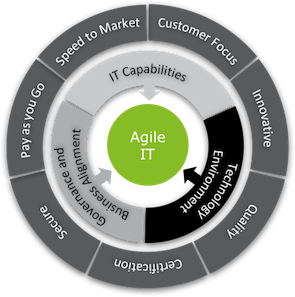 Speed to Market
Customer Focus
Innovative
Quality
Certification
Secure
Pay as you Go
IT Capabilities
Technology
Environment
Governance and
Business Alignment
Agile
IT